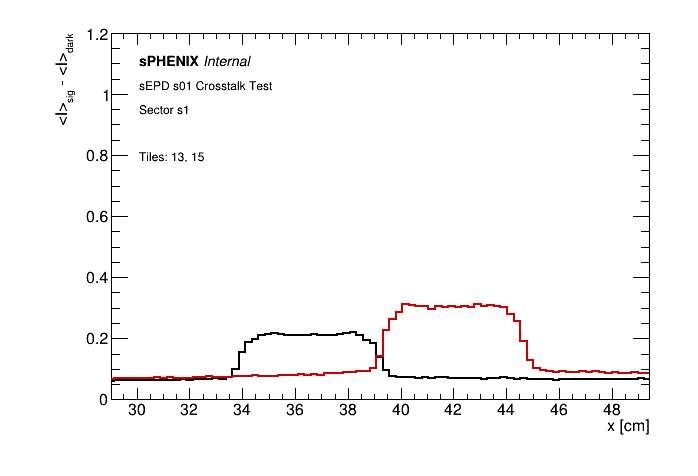 <I>sig - <I>dark
1.2
1
0.8
0.6
0.4
0.2
0
sPHENIX Internal
sEPD s01 Crosstalk Test
Sector s1
Tiles: 13, 15
30 32 34 36 38 40 42 44 46 48
x [cm]